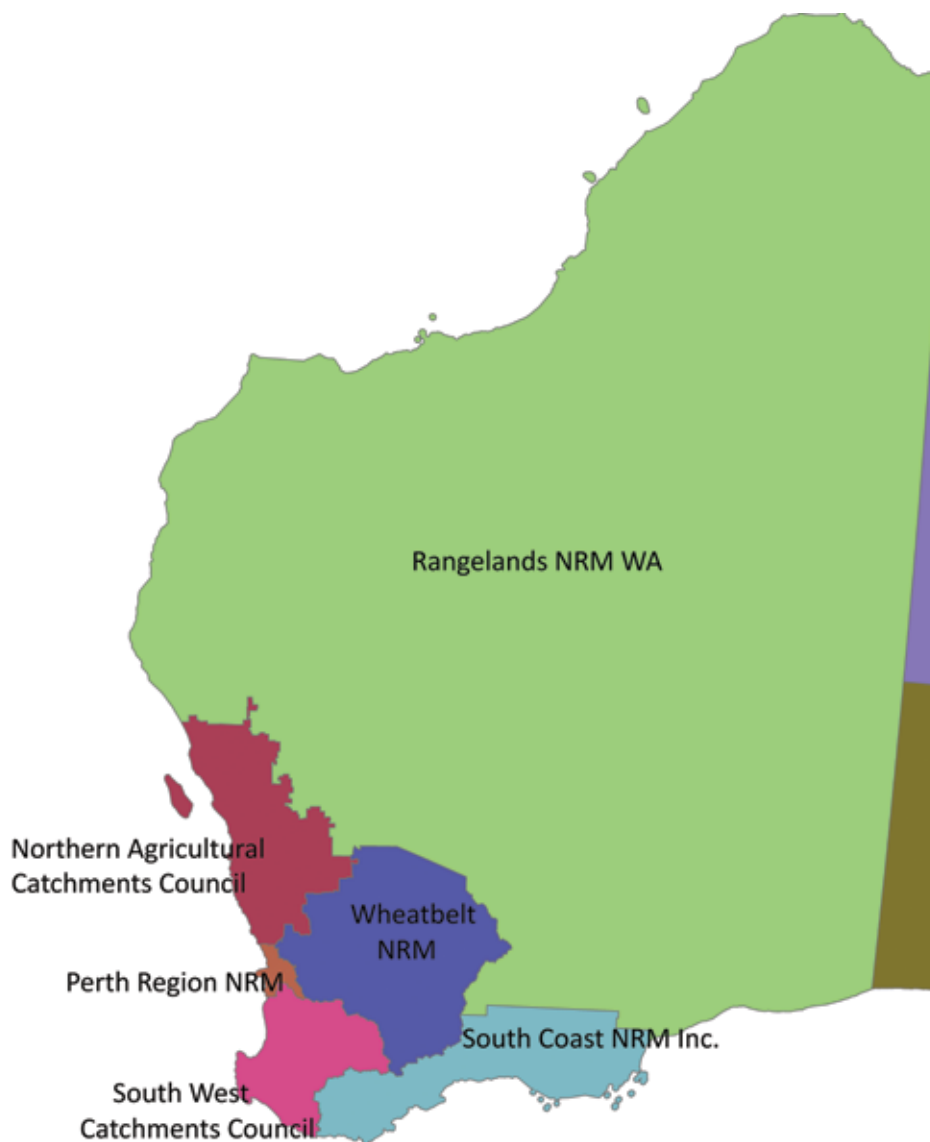 Rangelands NRM WA
Northern Agricultural
Catchments Council
Wheatbelt
NRM
Perth Region NRM
South Coast NRM Inc.
South West
Catchments Council